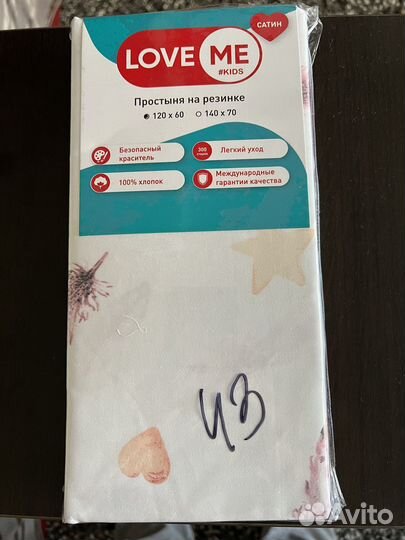 САТИН
LOVE ME
#KIDS
Простыня на резинке
120 x 60 140 x 70
Безопасный
краситель
300
Легкий уход
100% хлопок
Международные
гарантии качества
ЧЗ
Avito